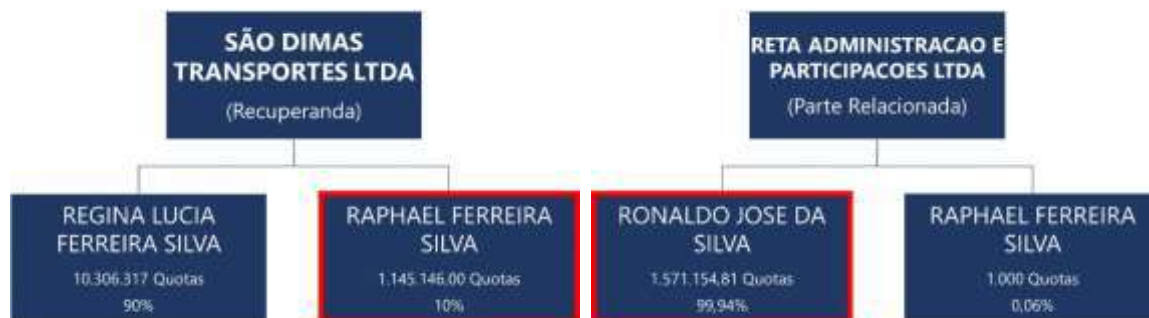 SÃO DIMAS
TRANSPORTES LTDA
(Recuperanda)
REGINA LUCIA
FERREIRA SILVA
10.306.317 Quotas
90%
RAPHAEL FERREIRA
SILVA
1.145.146.00 Quotas
10%
RETA ADMINISTRACAO E
PARTICIPACOES LTDA
(Parte Relacionada)
RONALDO JOSE DA
SILVA
1.571.154,81 Quotas
99,94%
RAPHAEL FERREIRA
SILVA
1.000 Quotas
0,06%